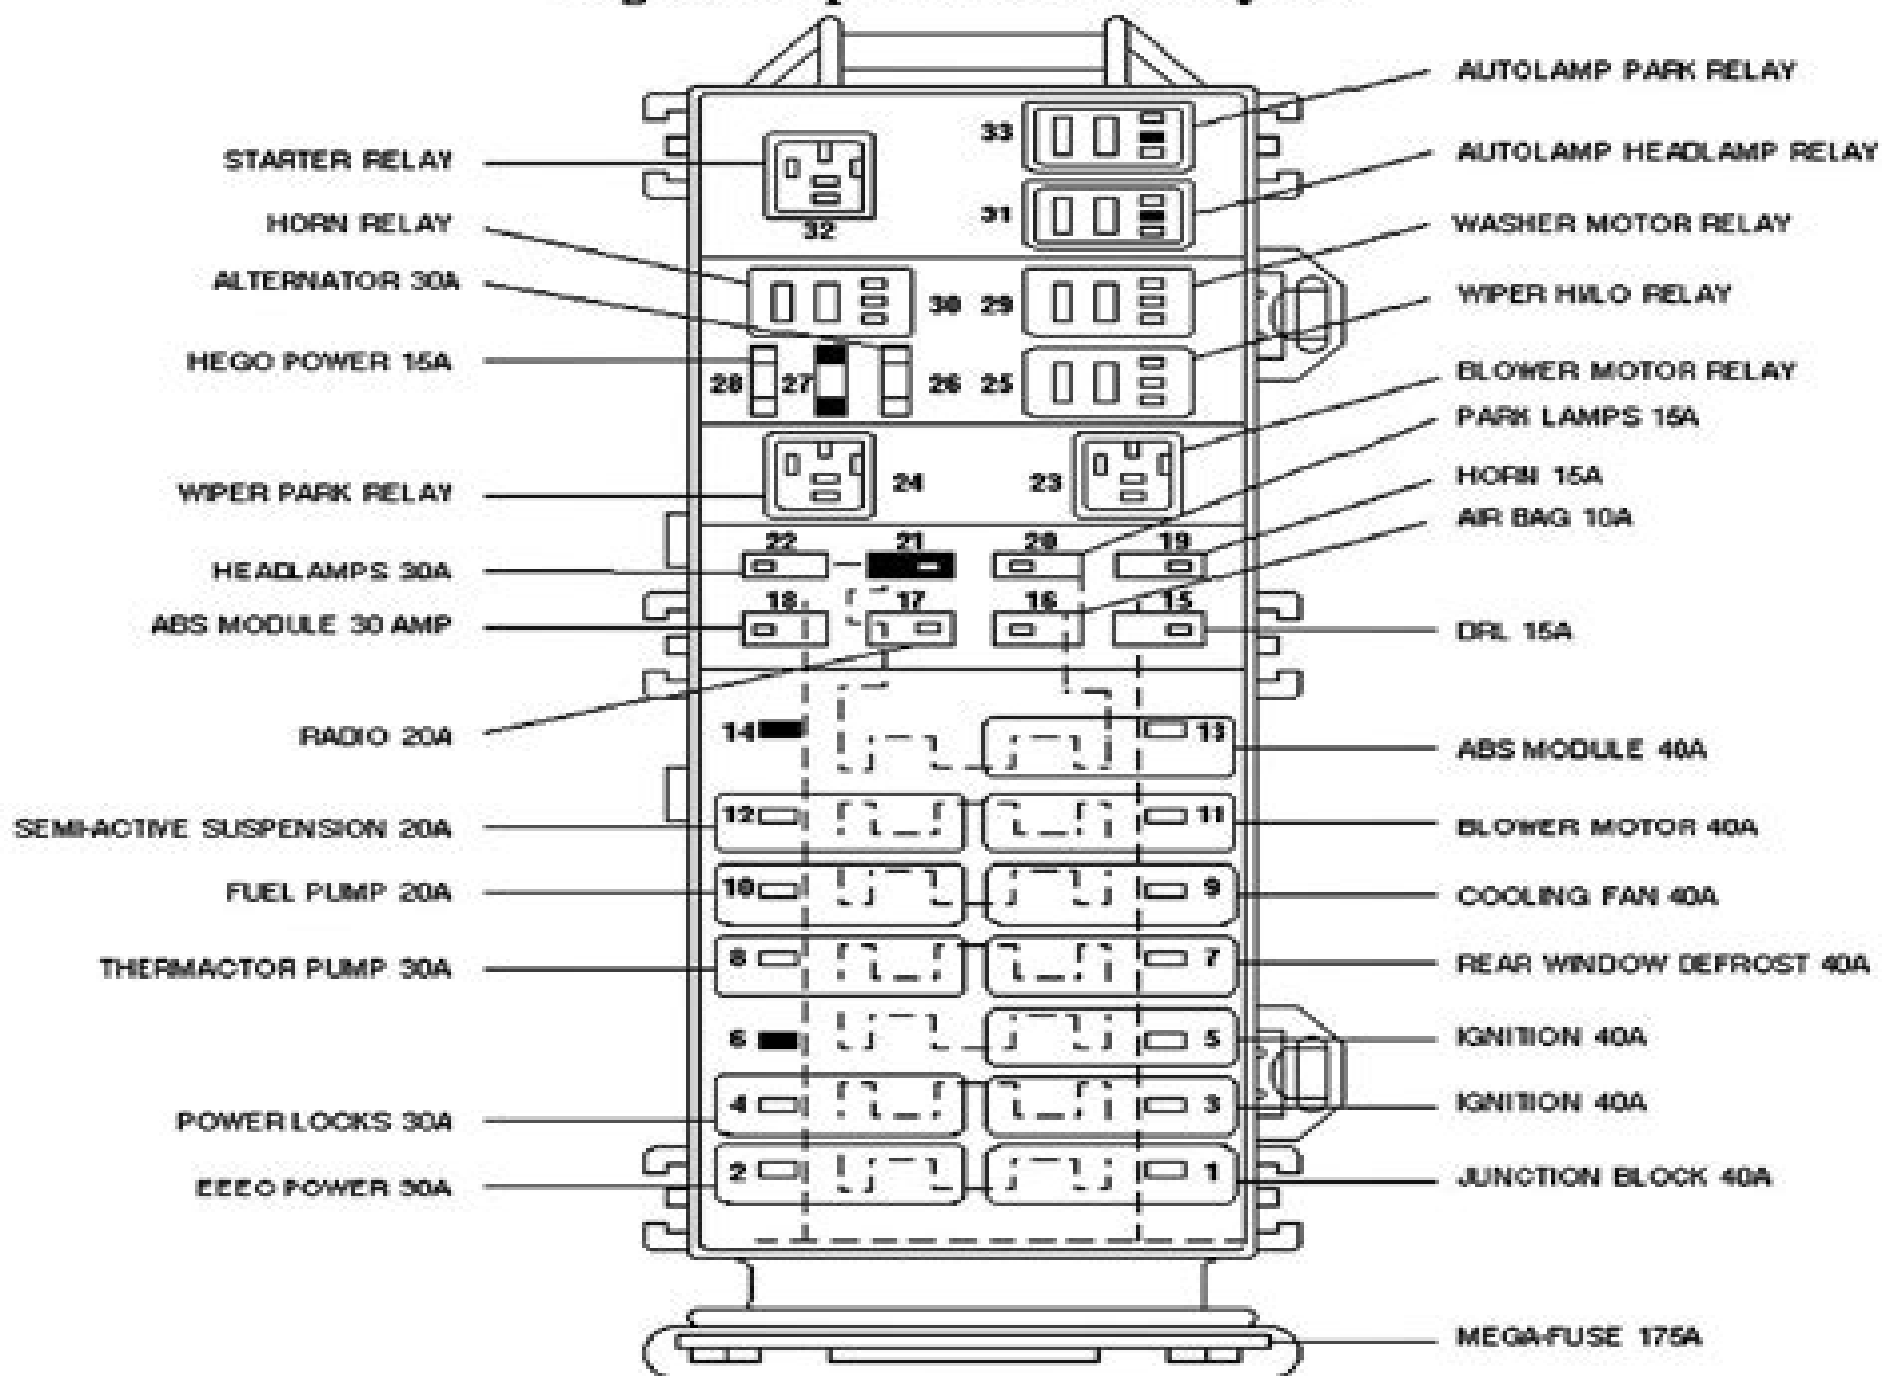 AUTOLAMP PARK RELAY
33
STARTER RELAY
AUTOLAMP HEADLAMP RELAY
31
32
HORN RELAY
WASHER MOTOR RELAY
ALTERNATOR 30A
30 29
WIPER HI/LO RELAY
HEGO POWER 15A
28 27 26 25
BLOWER MOTOR RELAY
PARK LAMPS 15A
WIPER PARK RELAY
24 23
HORN 15A
AIR BAG 10A
22 21 20 19
HEADLAMPS 30A
18 17 16 15
ABS MODULE 30 AMP
DRL 15A
RADIO 20A
14 13
ABS MODULE 40A
SEMI-ACTIVE SUSPENSION 20A
12 11
BLOWER MOTOR 40A
FUEL PUMP 20A
10 9
COOLING FAN 40A
THERMACTOR PUMP 30A
8 7
REAR WINDOW DEFROST 40A
6 5
IGNITION 40A
POWER LOCKS 30A
4 3
IGNITION 40A
EEEC POWER 30A
2 1
JUNCTION BLOCK 40A
MEGA-FUSE 175A